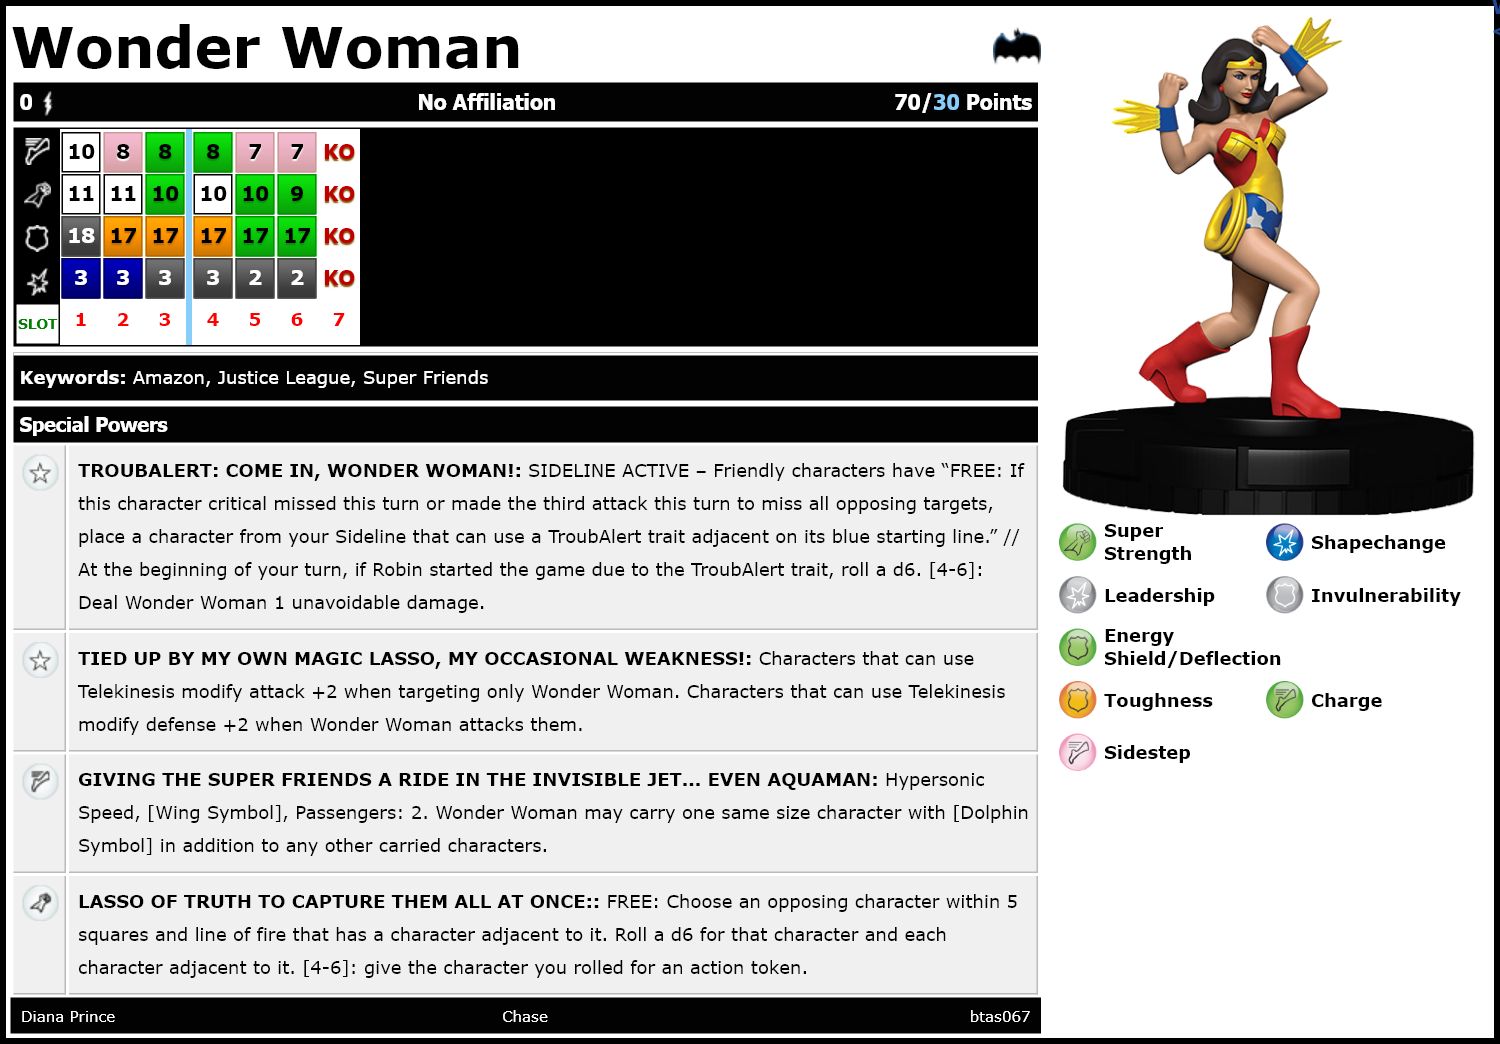 Wonder Woman
0 No Affiliation 70/30 Points
10 8 8 8 7 7 KO
11 11 10 10 10 9 KO
18 17 17 17 17 17 KO
3 3 3 3 2 2 KO
SLOT 1 2 3 4 5 6 7
Keywords: Amazon, Justice League, Super Friends
Special Powers
TROUBALERT: COME IN, WONDER WOMAN!: SIDELINE ACTIVE – Friendly characters have “FREE: If
this character critical missed this turn or made the third attack this turn to miss all opposing targets,
place a character from your Sideline that can use a TroubAlert trait adjacent on its blue starting line.” //
At the beginning of your turn, if Robin started the game due to the TroubAlert trait, roll a d6. [4-6]:
Deal Wonder Woman 1 unavoidable damage.
TIED UP BY MY OWN MAGIC LASSO, MY OCCASIONAL WEAKNESS!: Characters that can use
Telekinesis modify attack +2 when targeting only Wonder Woman. Characters that can use Telekinesis
modify defense +2 when Wonder Woman attacks them.
GIVING THE SUPER FRIENDS A RIDE IN THE INVISIBLE JET... EVEN AQUAMAN: Hypersonic
Speed, [Wing Symbol], Passengers: 2. Wonder Woman may carry one same size character with [Dolphin
Symbol] in addition to any other carried characters.
LASSO OF TRUTH TO CAPTURE THEM ALL AT ONCE:: FREE: Choose an opposing character within 5
squares and line of fire that has a character adjacent to it. Roll a d6 for that character and each
character adjacent to it. [4-6]: give the character you rolled for an action token.
Diana Prince Chase btas067
Super
Strength
Shapechange
Leadership
Invulnerability
Energy
Shield/Deflection
Toughness
Charge
Sidestep